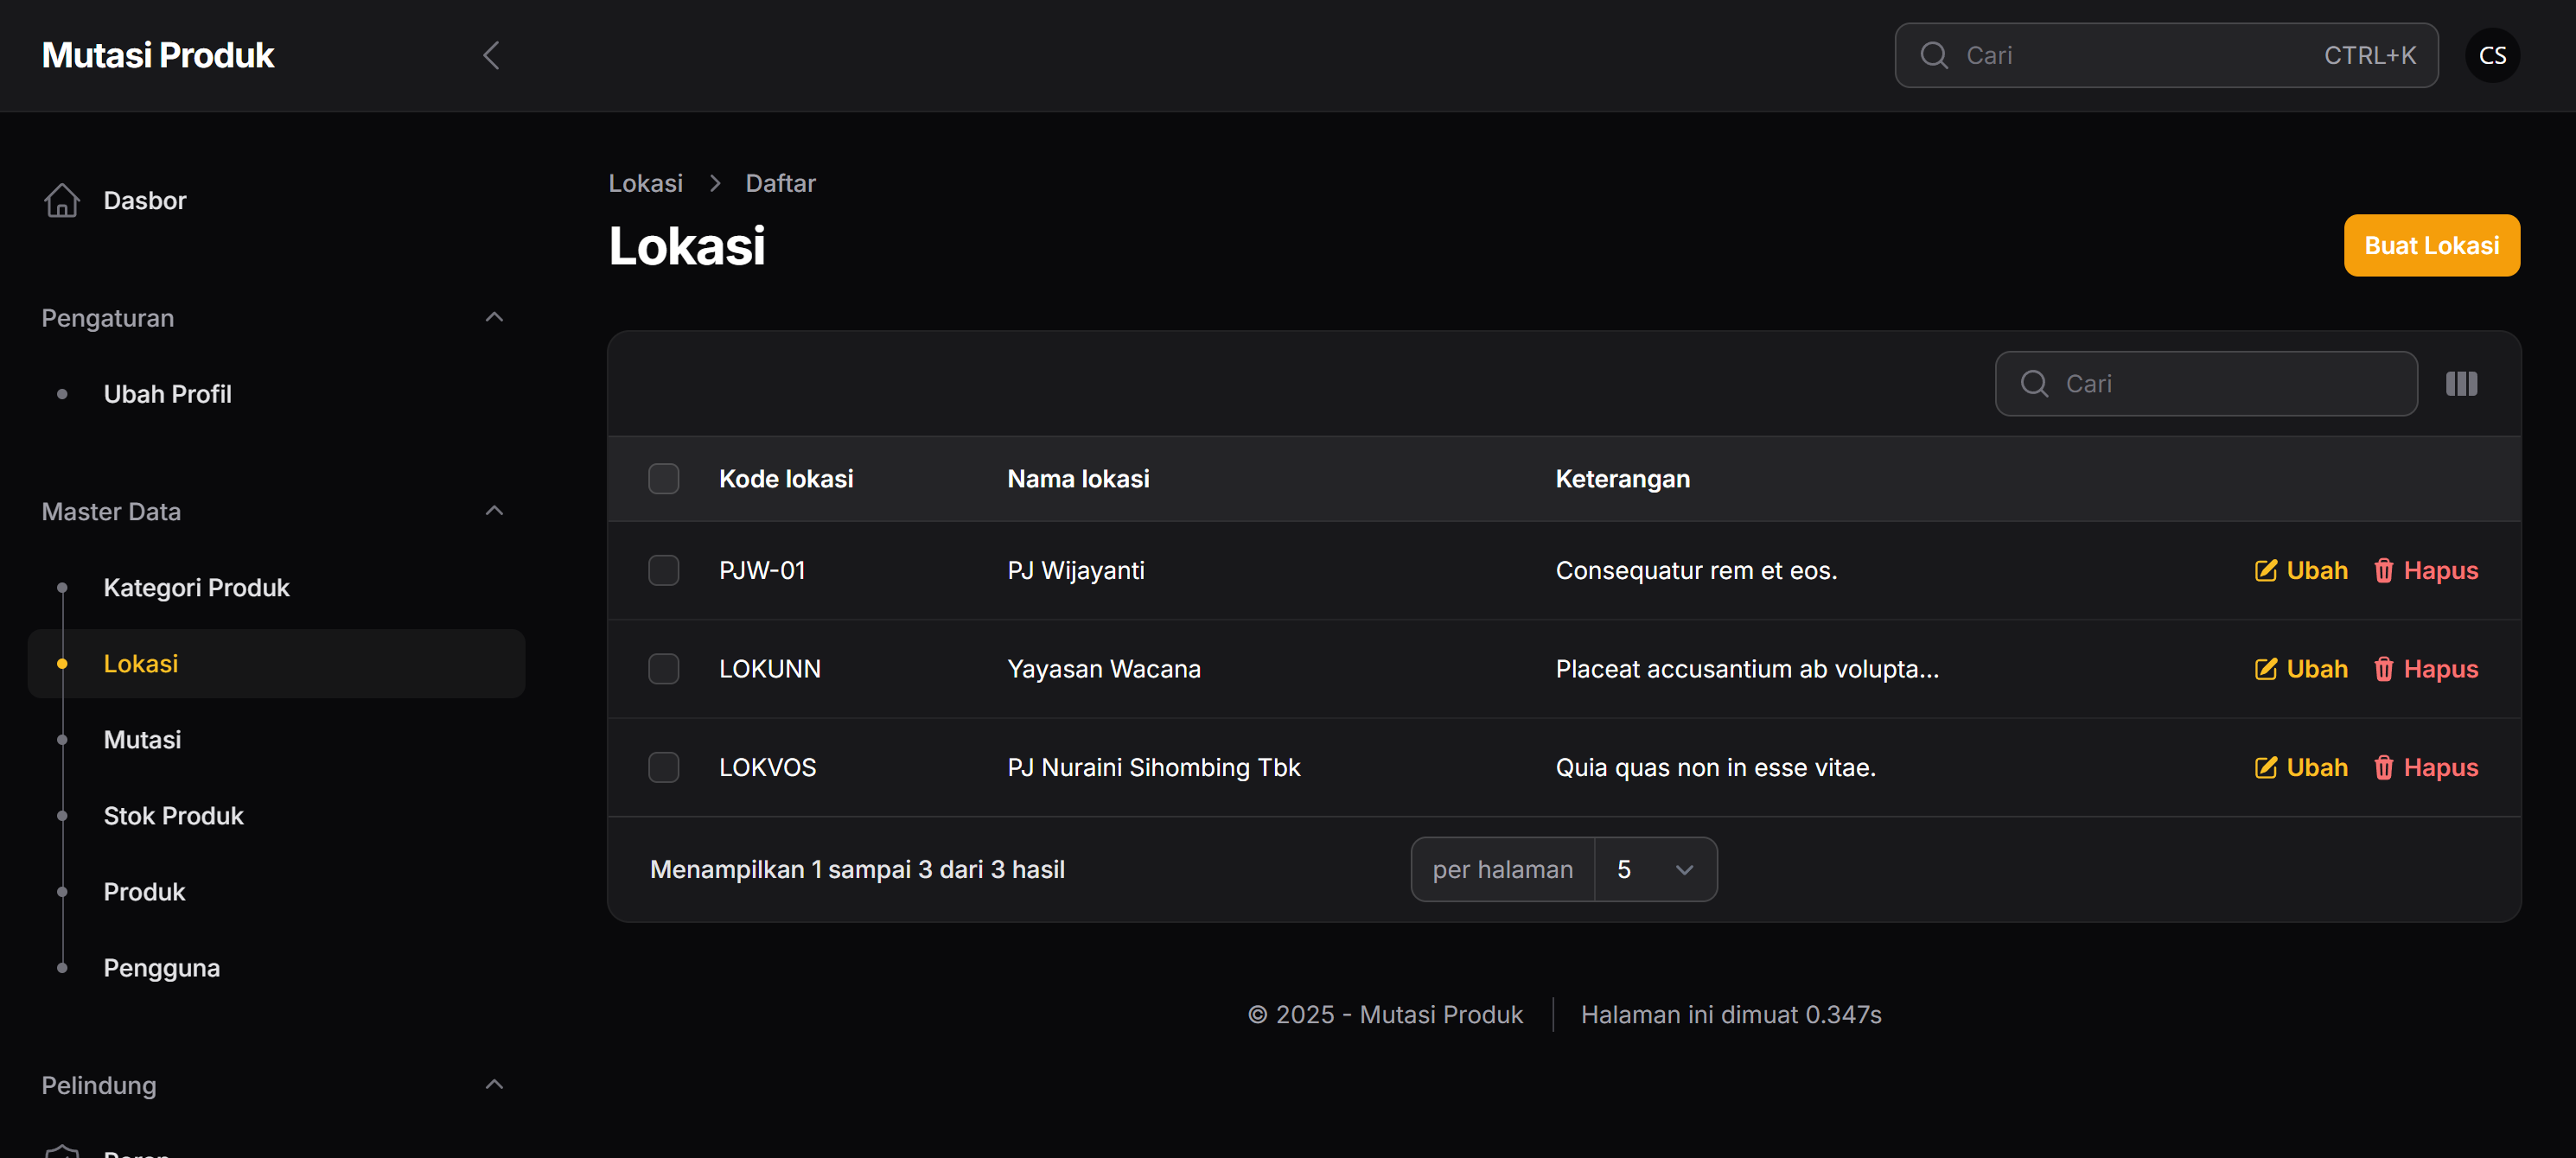 Mutasi Produk
Cari CTRL+K CS
Dasbor
Pengaturan
Ubah Profil
Master Data
Kategori Produk
Lokasi
Mutasi
Stok Produk
Produk
Pengguna
Pelindung
Peran
Lokasi Daftar
Lokasi
Buat Lokasi
Cari
Kode lokasi Nama lokasi Keterangan
PJW-01 PJ Wijayanti Consequatur rem et eos. Ubah Hapus
LOKUNN Yayasan Wacana Placeat accusantium ab volupta... Ubah Hapus
LOKVOS PJ Nuraini Sihombing Tbk Quia quas non in esse vitae. Ubah Hapus
Menampilkan 1 sampai 3 dari 3 hasil per halaman 5
© 2025 - Mutasi Produk Halaman ini dimuat 0.347s